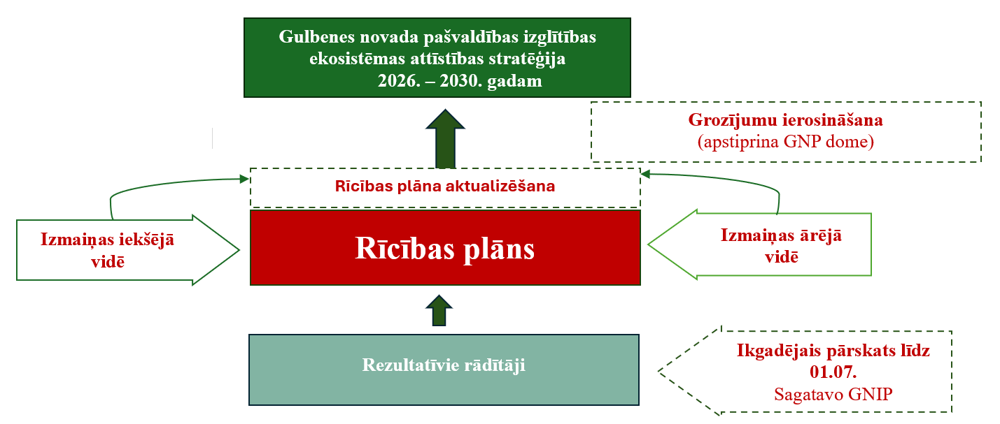 Gulbenes novada pašvaldības izglītības
ekosistēmas attīstības stratēģija
2026. – 2030. gadam
Grozījumu ierosināšana
(apstiprina GNP dome)
Rīcības plāna aktualizēšana
Izmaiņas iekšējā
vidē
Rīcības plāns
Izmaiņas ārējā
vidē
Rezultatīvie rādītāji
Ikgadējais pārskats līdz
01.07.
Sagatavo GNIP